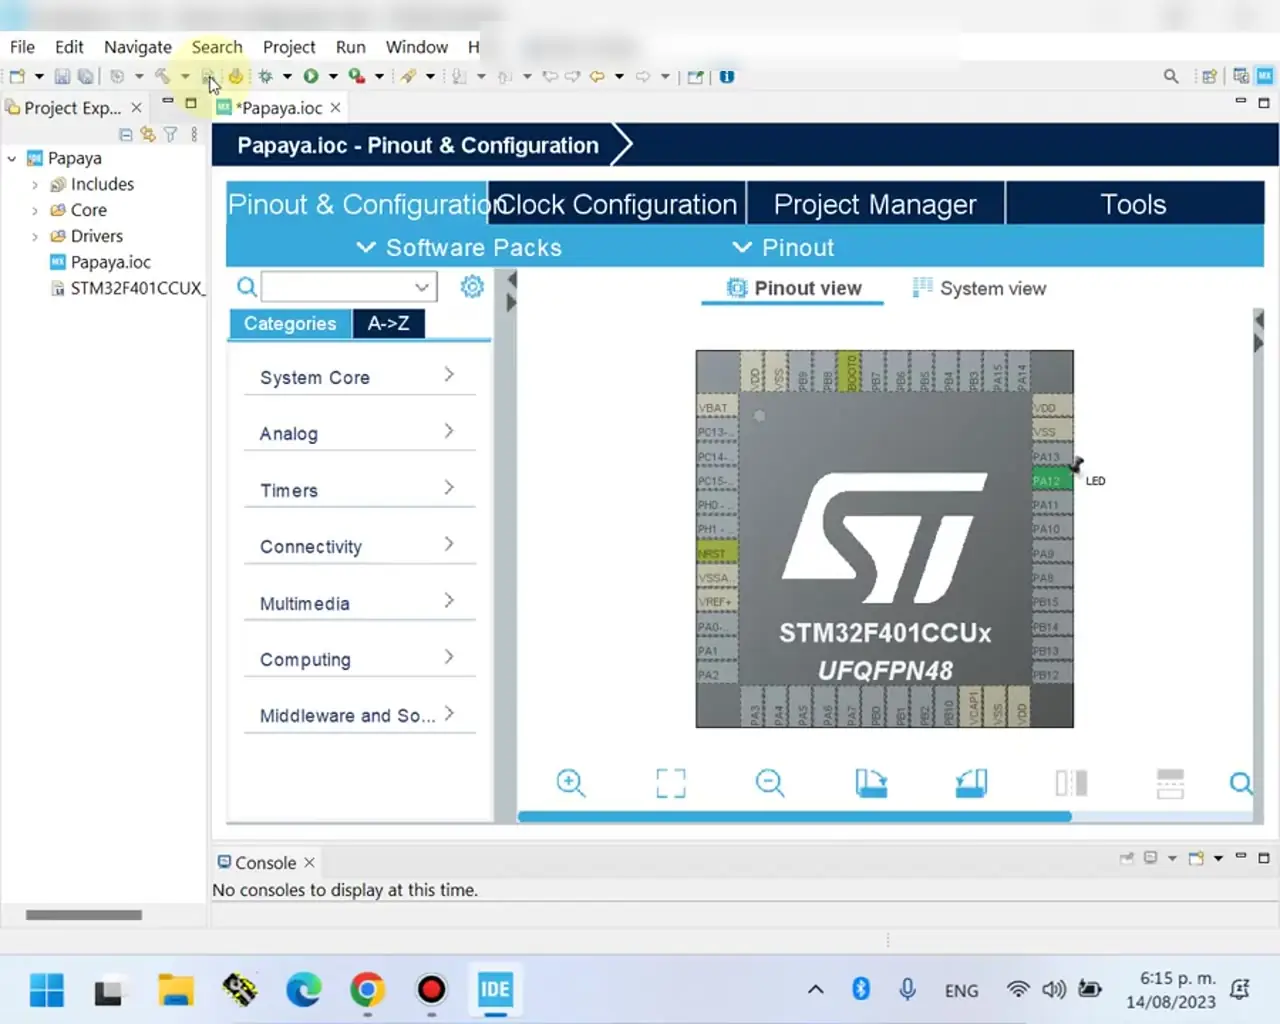 File Edit Navigate Search Project Run Window H
Project Exp...
*Papaya.ioc
Papaya
Includes
Core
Drivers
Papaya.ioc
STM32F401CCUX_
Papaya.ioc - Pinout & Configuration
Pinout & Configuration
Clock Configuration
Project Manager
Tools
Software Packs
Pinout
Categories
A->Z
System Core
Analog
Timers
Connectivity
Multimedia
Computing
Middleware and So...
Pinout view
System view
VDD
VSS
PB9
PB8
BOOT0
PB7
PB6
PB5
PB4
PB3
PA15
PA14
VBAT
PC13-..
PC14-..
PC15-..
PH0 -..
PH1 -..
NRST
VSSA..
VREF+
PA0-..
PA1
PA2
VDD
VSS
PA13
PA12
LED
PA11
PA10
PA9
PA8
PB15
PB14
PB13
PB12
STM32F401CCUx
UFQFPN48
PA3
PA4
PA5
PA6
PA7
PB0
PB1
PB2
PB10
VCAP1
VSS
VDD
Console
No consoles to display at this time.
IDE
ENG
6:15 p. m.
14/08/2023